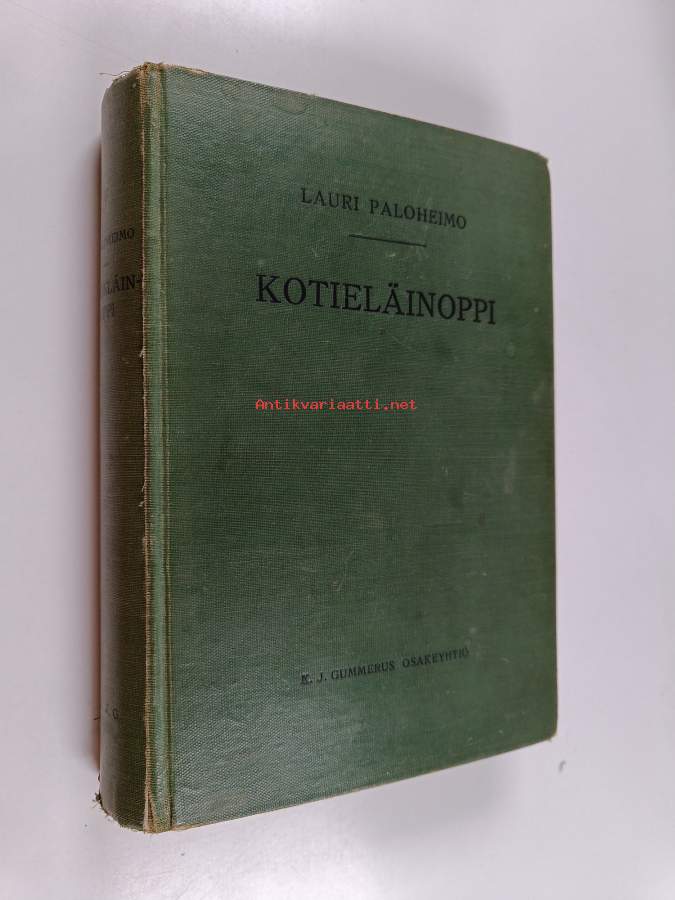 LAURI PALOHEIMO
KOTIELÄINOPPI
Antikvariaatti.net
K. J. GUMMERUS OSAKEYHTIÖ